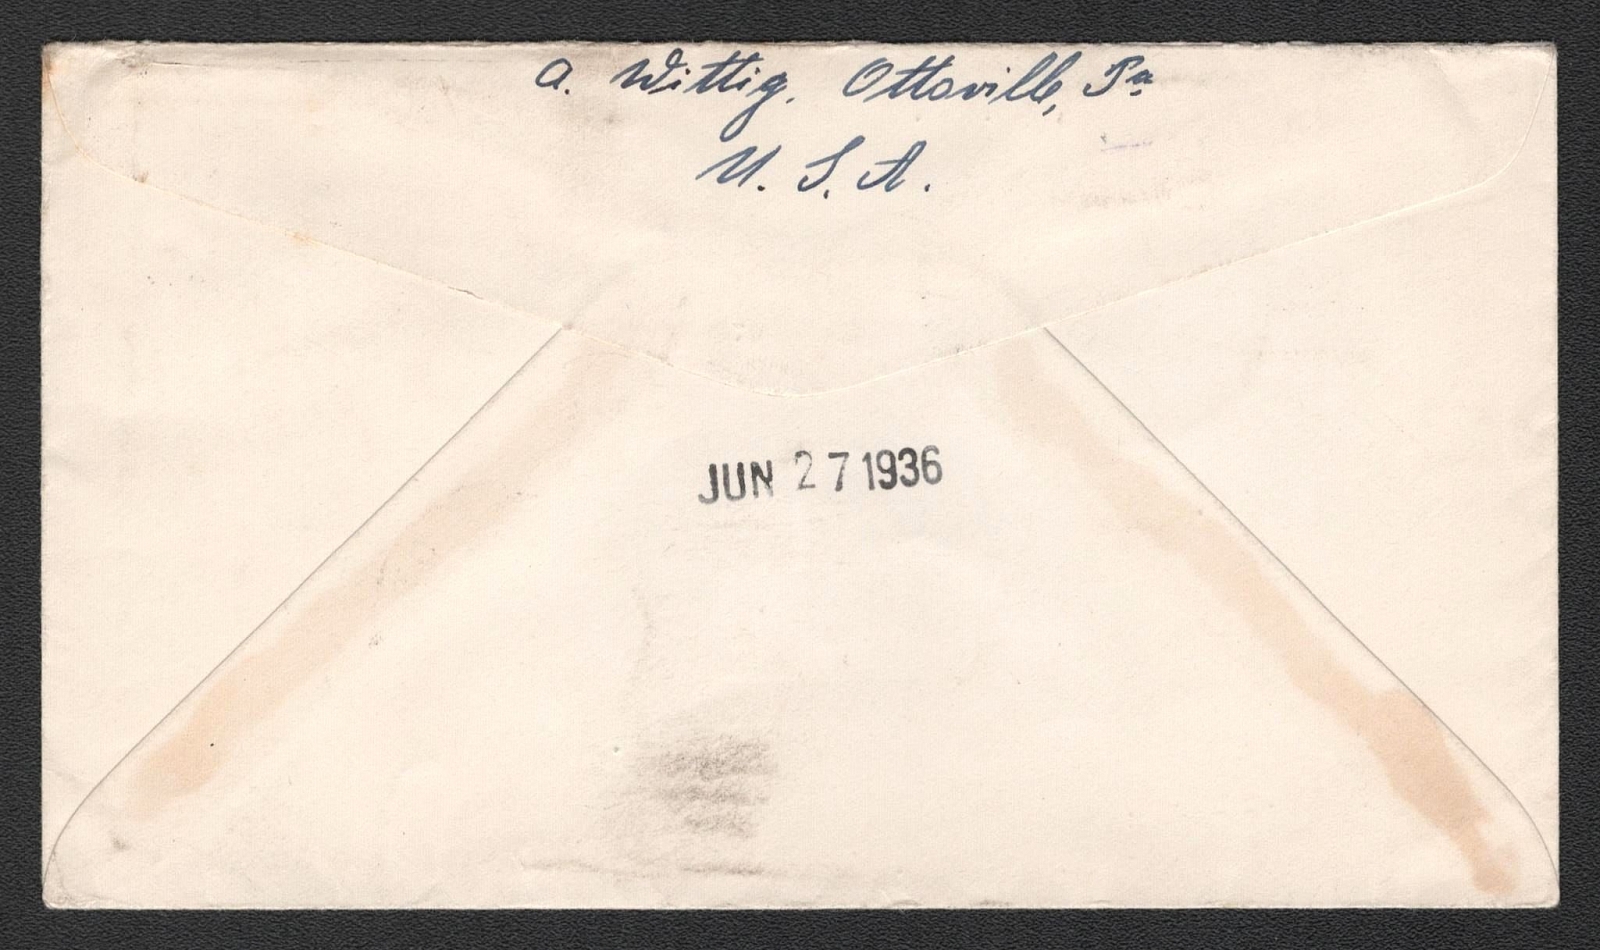 A. Wittig. Ottsville, Pa
U. S. A.
JUN 27 1936